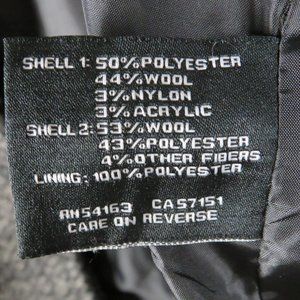 SHELL 1: 50%POLYESTER
44%WOOL
3%NYLON
3%ACRYLIC
SHELL 2: 53%WOOL
43%POLYESTER
4%OTHER FIBERS
LINING: 100%POLYESTER
RN54163 CA57151
CARE ON REVERSE